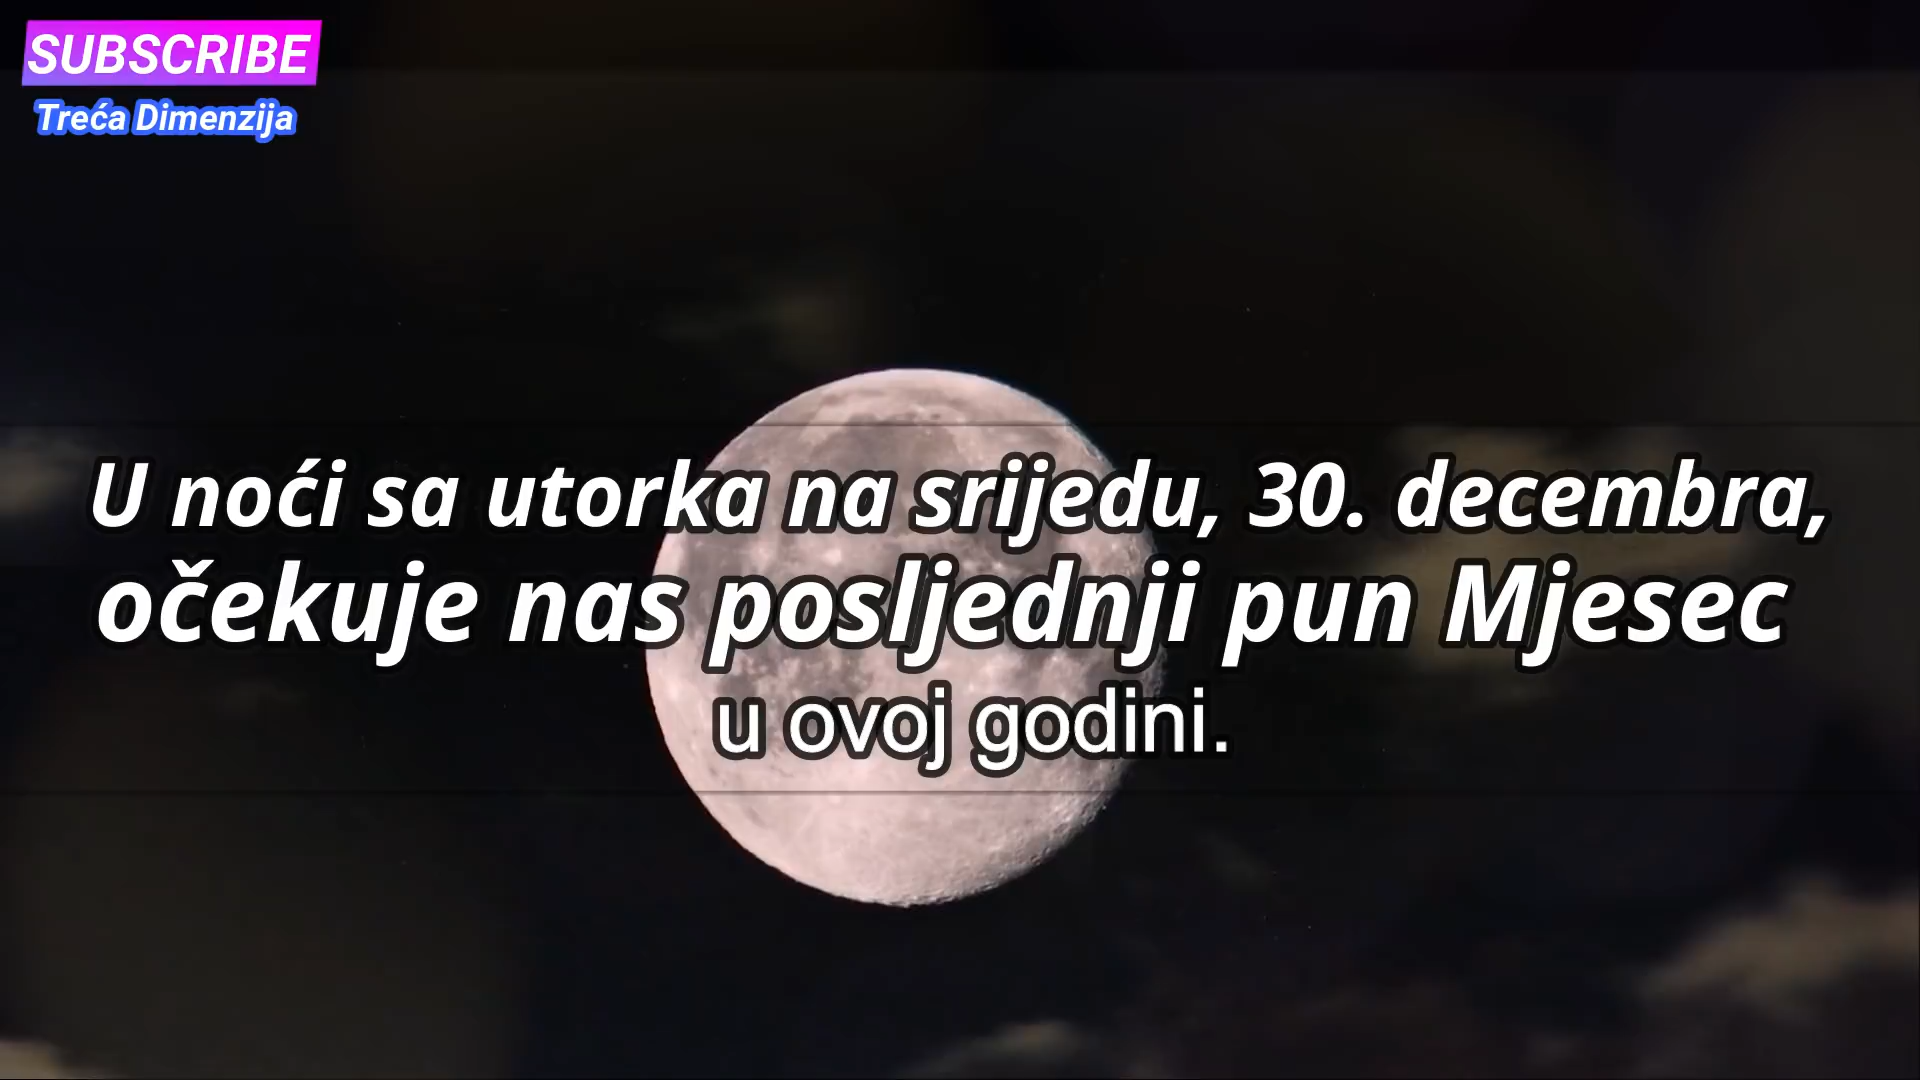 SUBSCRIBE
Treća Dimenzija
U noći sa utorka na srijedu, 30. decembra,
očekuje nas posljednji pun Mjesec
u ovoj godini.